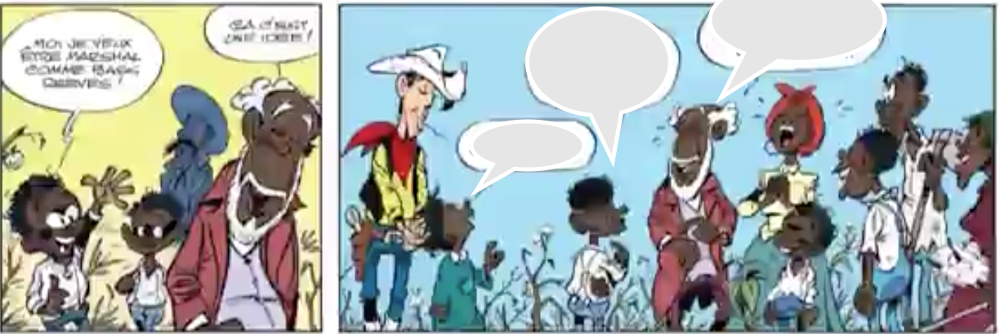 MOI JE VEUX
ÊTRE MARSHAL
COMME BASS
REEVES !
ÇA C'EST
UNE IDÉE !